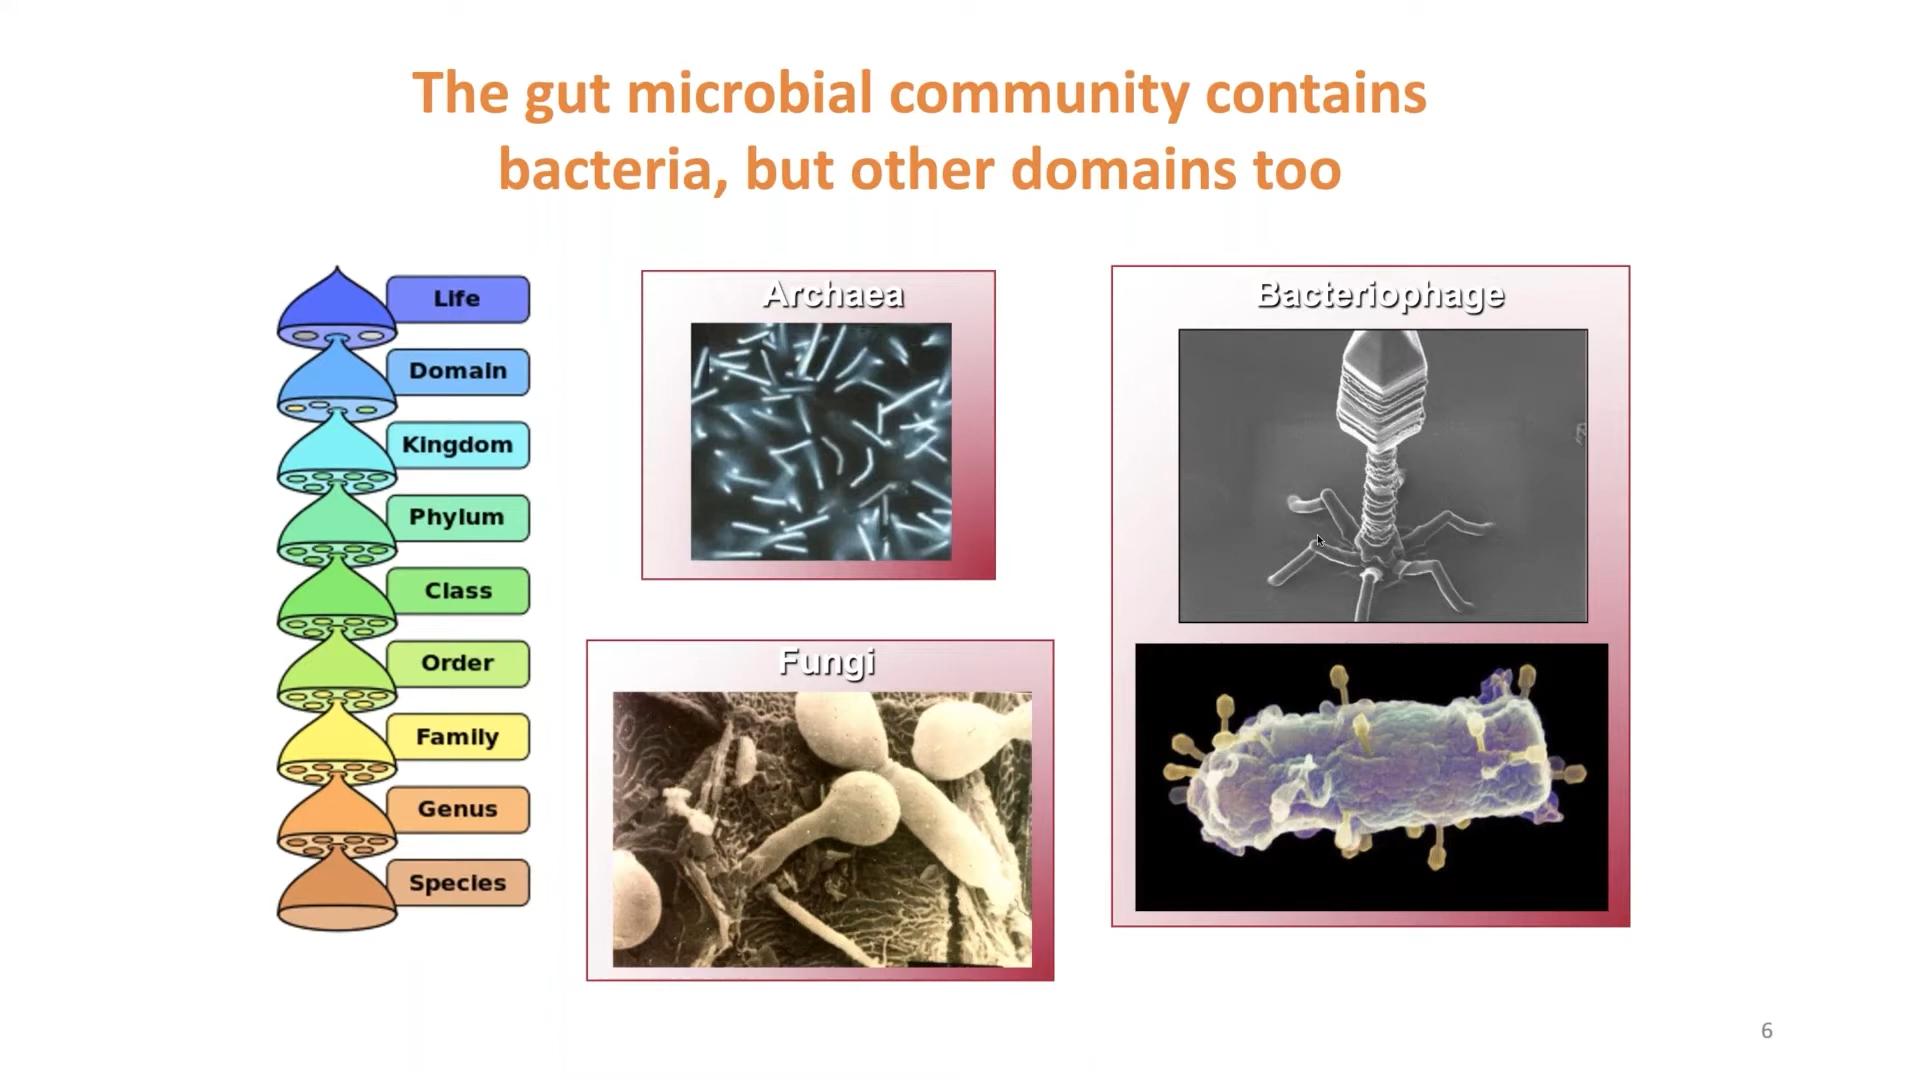 The gut microbial community contains
bacteria, but other domains too
Life
Domain
Kingdom
Phylum
Class
Order
Family
Genus
Species
Archaea
Fungi
Bacteriophage
6